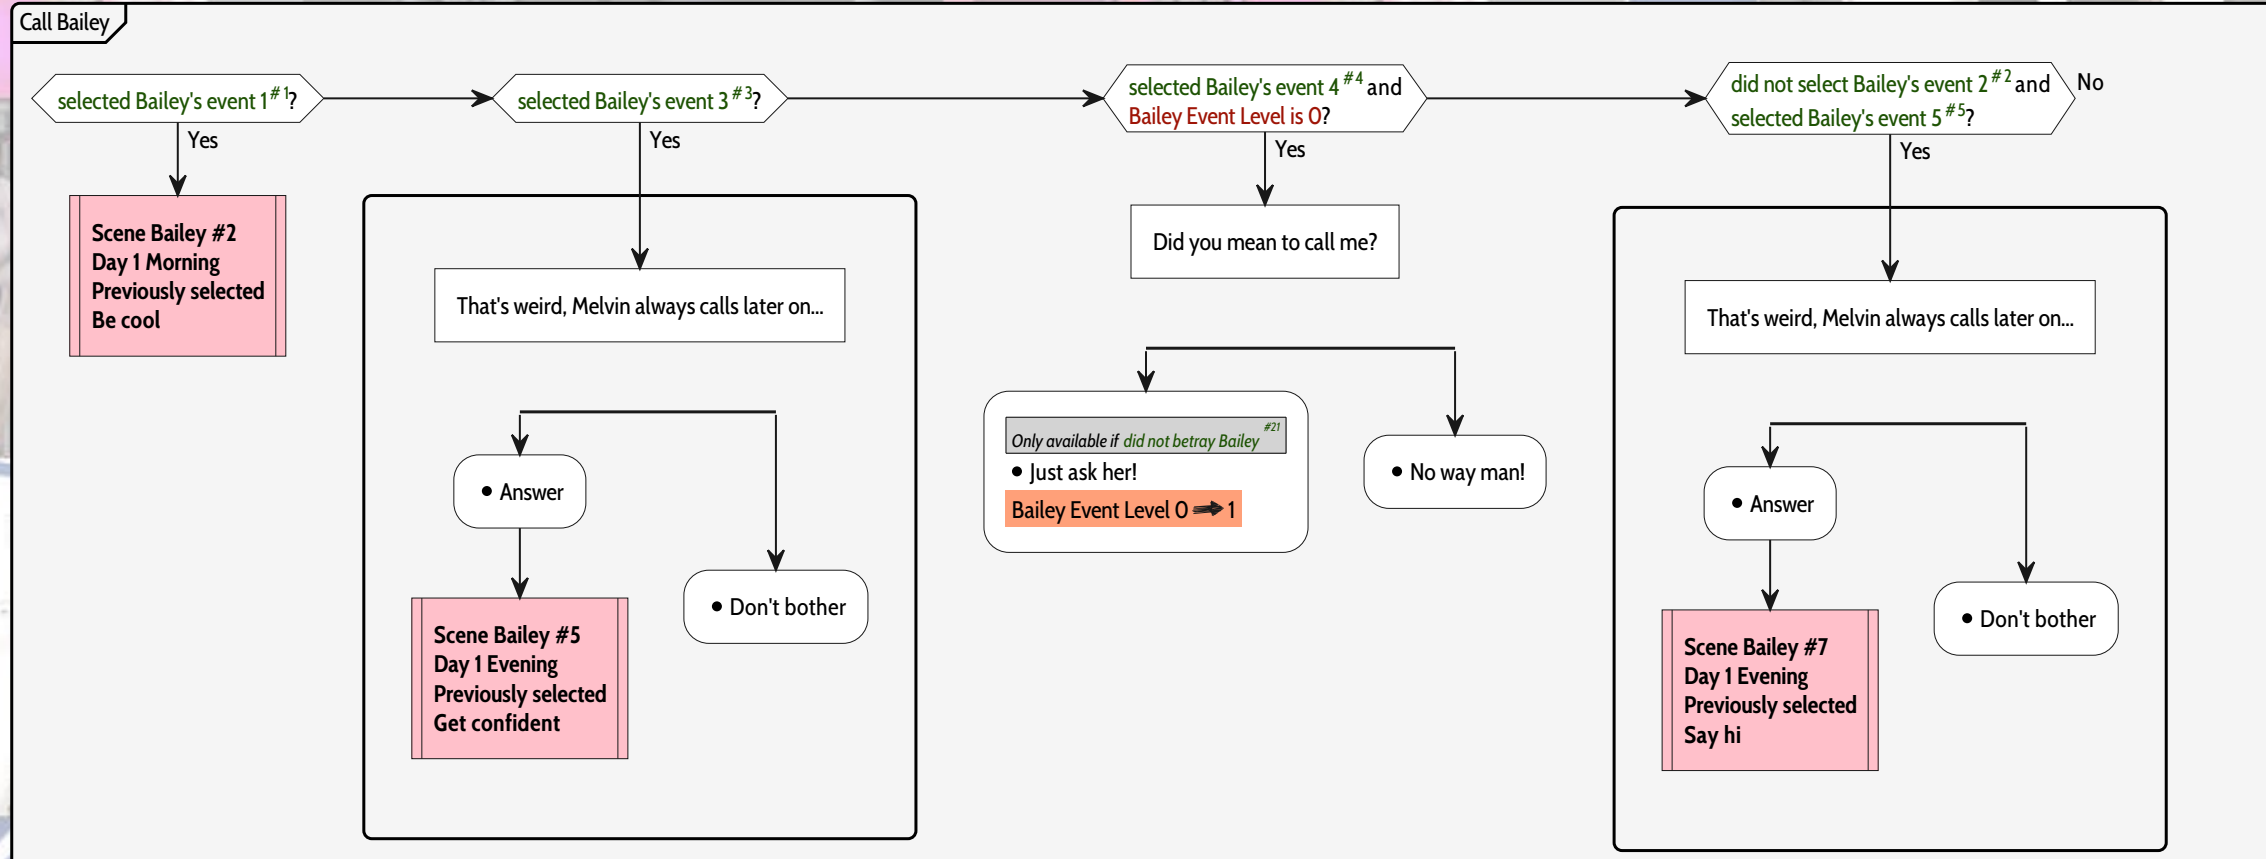 Call Bailey
selected Bailey's event 1 #1?
Yes
Scene Bailey #2
Day 1 Morning
Previously selected
Be cool
selected Bailey's event 3 #3?
Yes
That's weird, Melvin always calls later on...
• Answer
Scene Bailey #5
Day 1 Evening
Previously selected
Get confident
• Don't bother
selected Bailey's event 4 #4 and
Bailey Event Level is 0?
Yes
Did you mean to call me?
Only available if did not betray Bailey #21
• Just ask her!
Bailey Event Level 0 ➡ 1
• No way man!
did not select Bailey's event 2 #2 and
selected Bailey's event 5 #5?
No
Yes
That's weird, Melvin always calls later on...
• Answer
Scene Bailey #7
Day 1 Evening
Previously selected
Say hi
• Don't bother